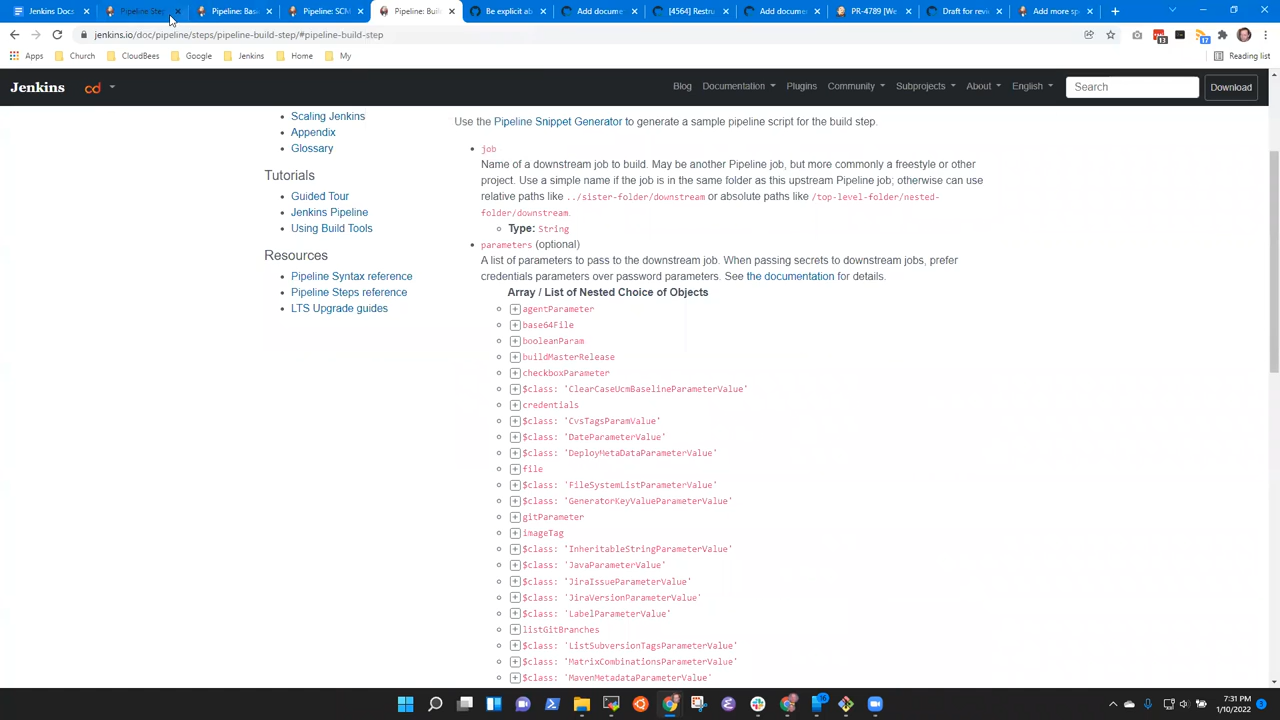 Jenkins Docs
Pipeline Step
Pipeline: Bas
Pipeline: SCM
Pipeline: Buil
Be explicit ab
Add docume
[4564] Restru
Add docume
PR-4789 [We
Draft for revi
Add more sp
jenkins.io/doc/pipeline/steps/pipeline-build-step/#pipeline-build-step
13
17
Apps
Church
CloudBees
Google
Jenkins
Home
My
Reading list
Jenkins
cd
Blog
Documentation
Plugins
Community
Subprojects
About
English
Search
Download
Scaling Jenkins
Appendix
Glossary
Tutorials
Guided Tour
Jenkins Pipeline
Using Build Tools
Resources
Pipeline Syntax reference
Pipeline Steps reference
LTS Upgrade guides
Use the Pipeline Snippet Generator to generate a sample pipeline script for the build step.
job
Name of a downstream job to build. May be another Pipeline job, but more commonly a freestyle or other
project. Use a simple name if the job is in the same folder as this upstream Pipeline job; otherwise can use
relative paths like ../sister-folder/downstream or absolute paths like /top-level-folder/nested-
folder/downstream.
Type: String
parameters (optional)
A list of parameters to pass to the downstream job. When passing secrets to downstream jobs, prefer
credentials parameters over password parameters. See the documentation for details.
Array / List of Nested Choice of Objects
agentParameter
base64File
booleanParam
buildMasterRelease
checkboxParameter
$class: 'ClearCaseUcmBaselineParameterValue'
credentials
$class: 'CvsTagsParamValue'
$class: 'DateParameterValue'
$class: 'DeployMetaDataParameterValue'
file
$class: 'FileSystemListParameterValue'
$class: 'GeneratorKeyValueParameterValue'
gitParameter
imageTag
$class: 'InheritableStringParameterValue'
$class: 'JavaParameterValue'
$class: 'JiraIssueParameterValue'
$class: 'JiraVersionParameterValue'
$class: 'LabelParameterValue'
listGitBranches
$class: 'ListSubversionTagsParameterValue'
$class: 'MatrixCombinationsParameterValue'
$class: 'MavenMetadataParameterValue'
7:31 PM
1/10/2022